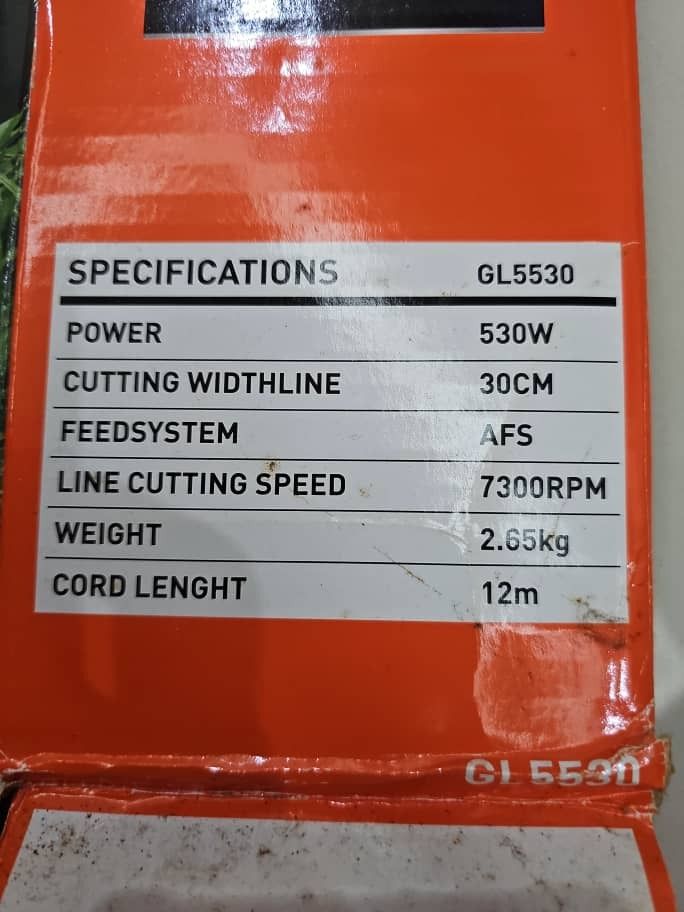 SPECIFICATIONS GL5530
POWER 530W
CUTTING WIDTHLINE 30CM
FEEDSYSTEM AFS
LINE CUTTING SPEED 7300RPM
WEIGHT 2.65kg
CORD LENGHT 12m
GL5530